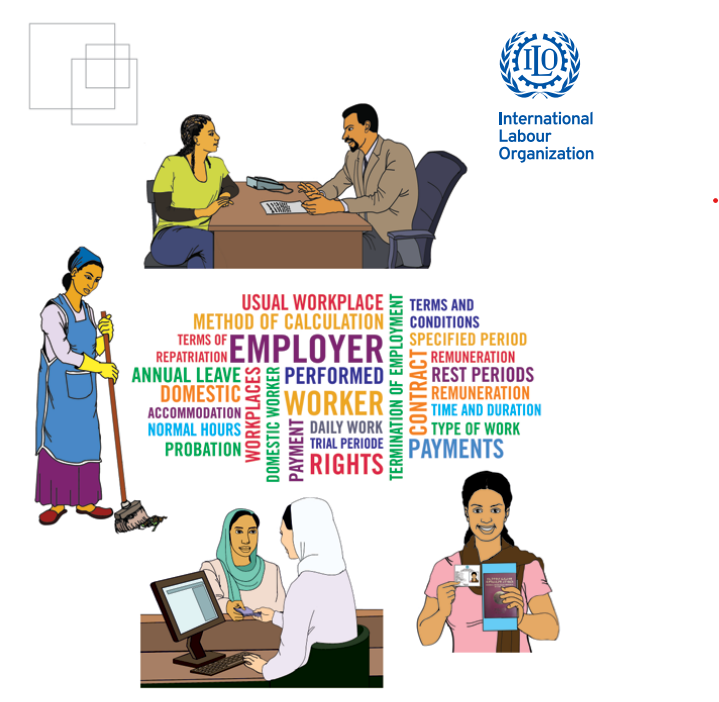 ILO
International
Labour
Organization
USUAL WORKPLACE
METHOD OF CALCULATION
TERMS OF
REPATRIATION
EMPLOYER
ANNUAL LEAVE
DOMESTIC
ACCOMMODATION
NORMAL HOURS
PROBATION
WORKPLACES
DOMESTIC WORKER
PERFORMED
WORKER
PAYMENT
DAILY WORK
TRIAL PERIODE
RIGHTS
TERMINATION OF EMPLOYMENT
TERMS AND
CONDITIONS
SPECIFIED PERIOD
CONTRACT
REMUNERATION
REST PERIODS
REMUNERATION
TIME AND DURATION
TYPE OF WORK
PAYMENTS